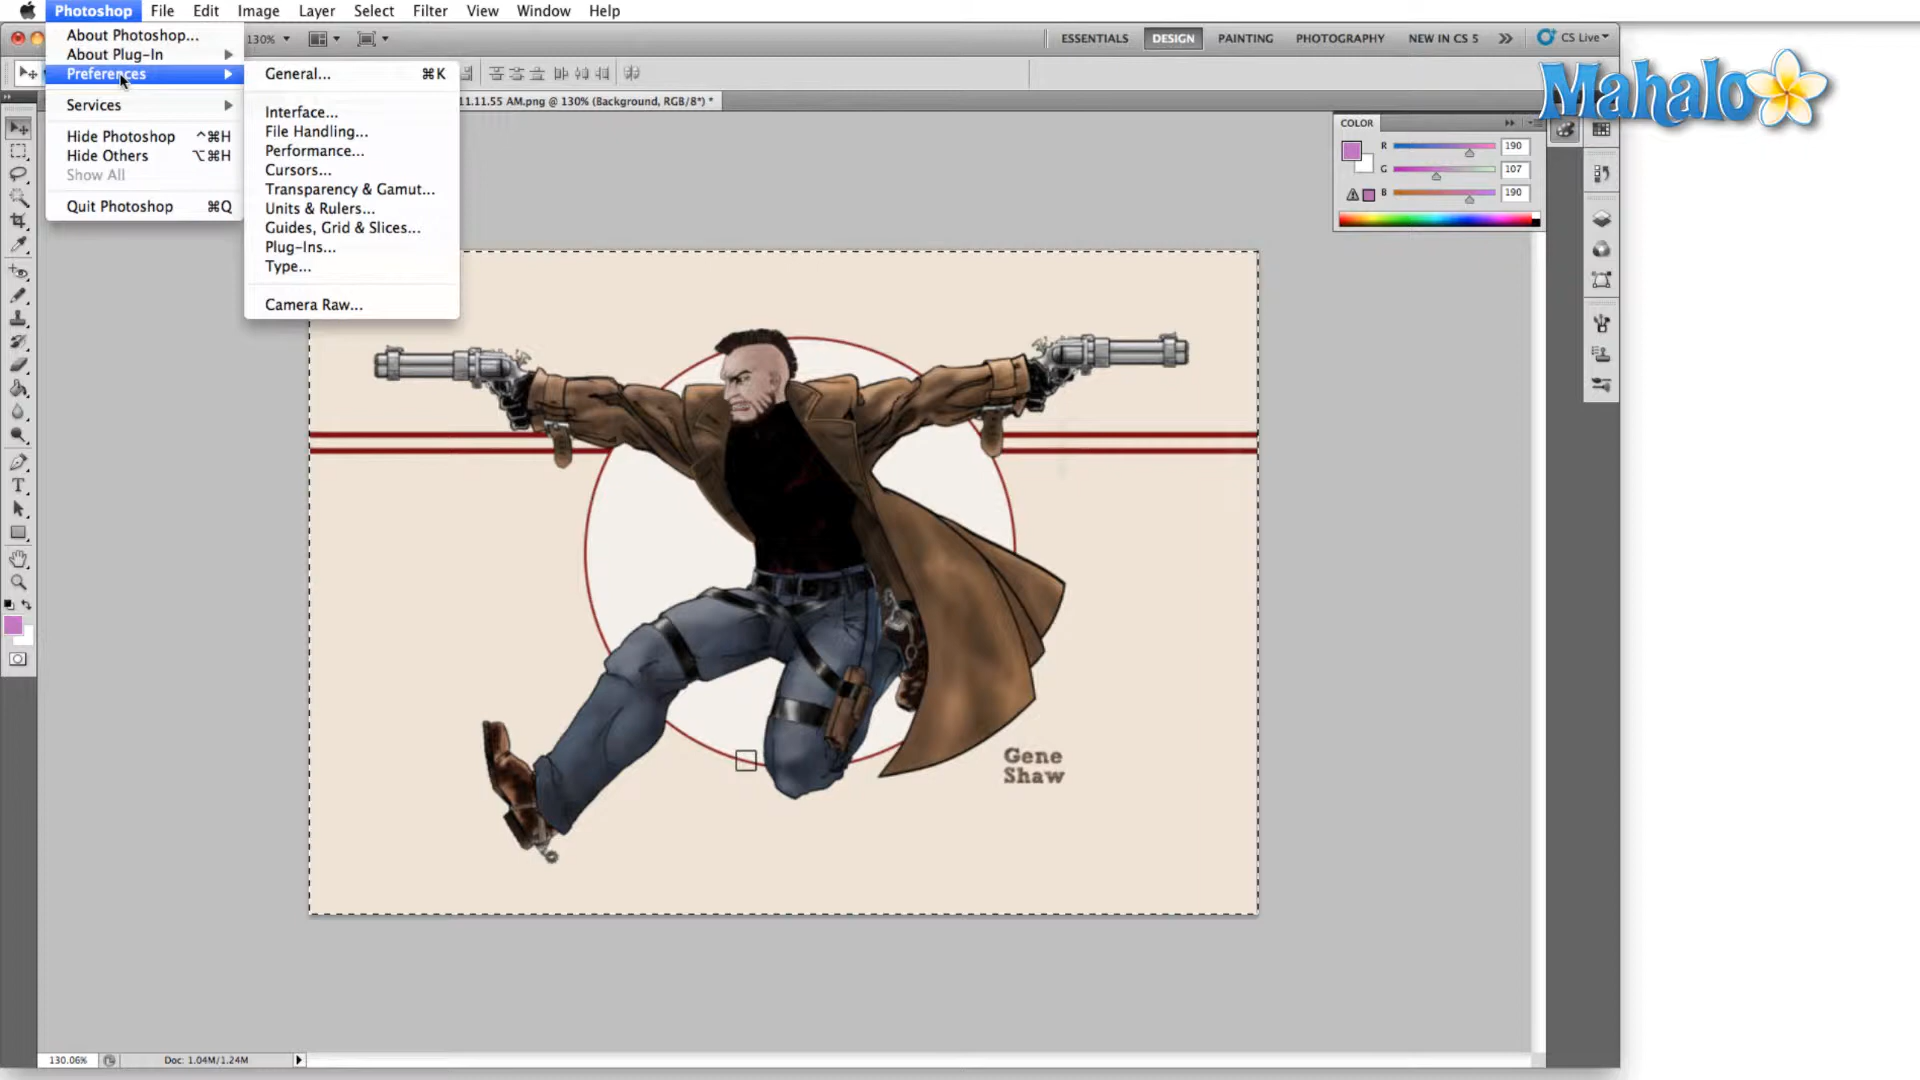 Photoshop File Edit Image Layer Select Filter View Window Help
About Photoshop...
About Plug-In
Preferences
Services
Hide Photoshop ^⌘H
Hide Others ⌥⌘H
Show All
Quit Photoshop ⌘Q
General... ⌘K
Interface...
File Handling...
Performance...
Cursors...
Transparency & Gamut...
Units & Rulers...
Guides, Grid & Slices...
Plug-Ins...
Type...
Camera Raw...
130%
ESSENTIALS DESIGN PAINTING PHOTOGRAPHY NEW IN CS 5 CS Live
11.11.55 AM.png @ 130% (Background, RGB/8*) *
Mahalo
COLOR
R 190
G 107
B 190
T
Gene
Shaw
130.06% Doc: 1.04M/1.24M